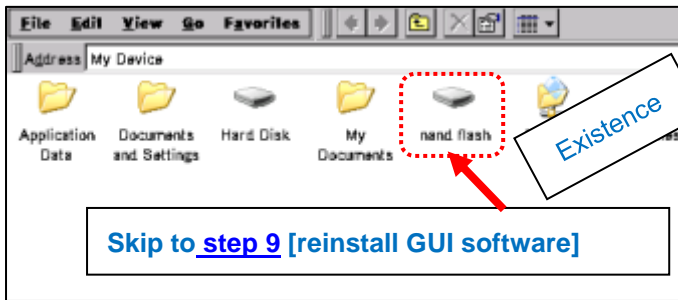 File Edit View Go Favorites
Address My Device
Application Data
Documents and Settings
Hard Disk
My Documents
nand flash
Existence
Skip to step 9 [reinstall GUI software]